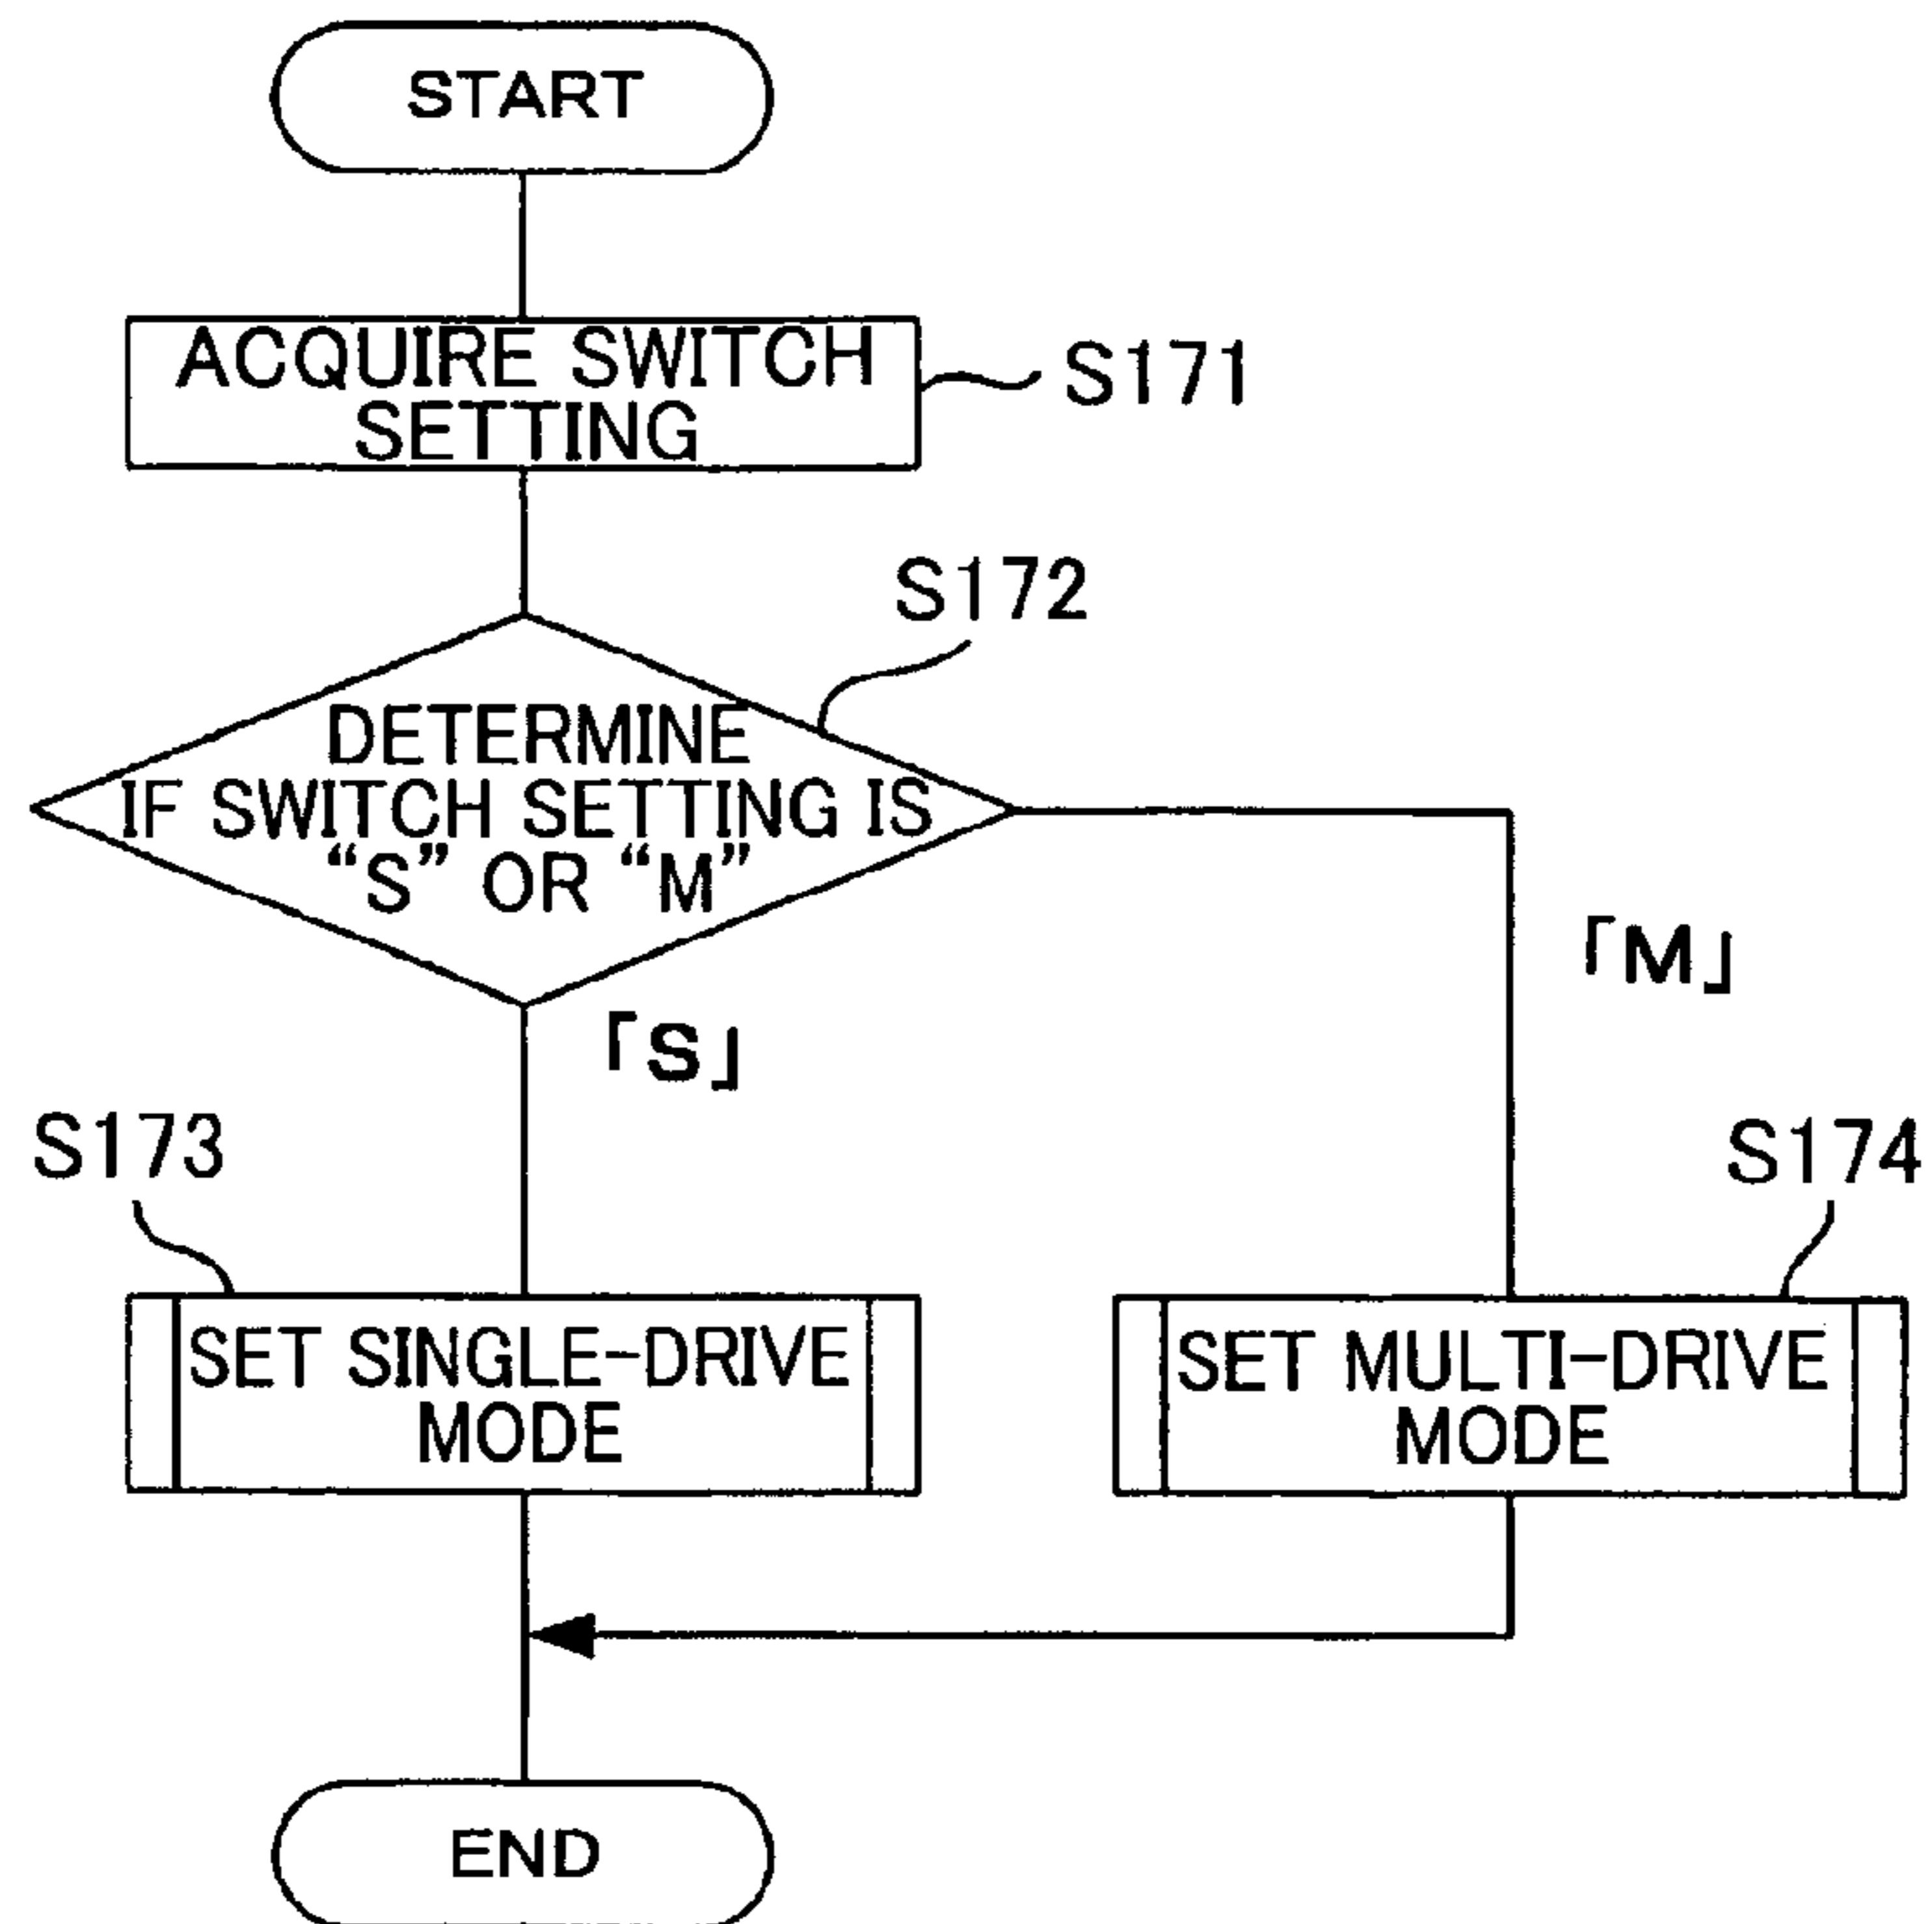 START
ACQUIRE SWITCH
SETTING
S171
S172
DETERMINE
IF SWITCH SETTING IS
“S” OR “M”
「M」
「S」
S173
S174
SET SINGLE-DRIVE
MODE
SET MULTI-DRIVE
MODE
END